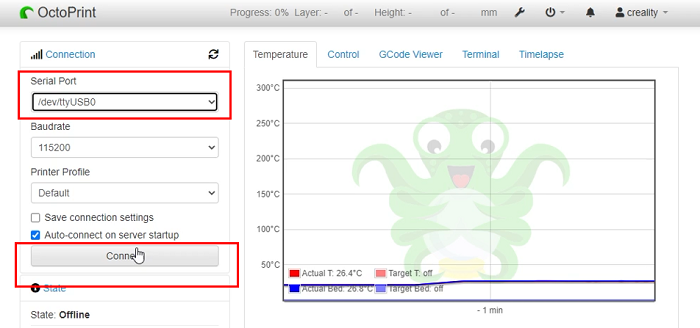 OctoPrint
Progress: 0% Layer: - of - Height: - of - mm
creality
Connection
Serial Port
/dev/ttyUSB0
Baudrate
115200
Printer Profile
Default
Save connection settings
Auto-connect on server startup
Conne
State
State: Offline
Temperature Control GCode Viewer Terminal Timelapse
300°C
250°C
200°C
150°C
100°C
50°C
Actual T: 26.4°C Target T: off
Actual Bed: 26.8°C Target Bed: off
- 1 min